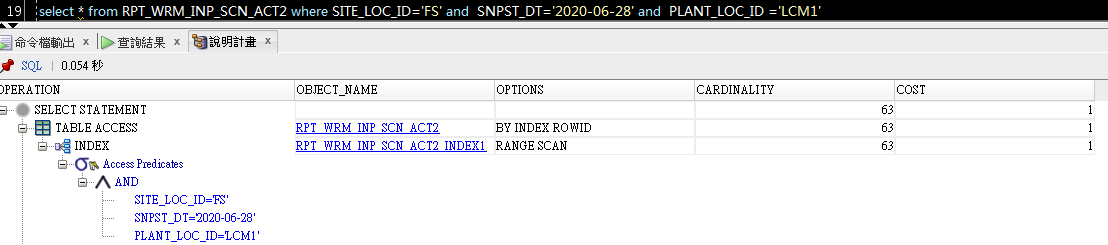 19 select * from RPT_WRM_INP_SCN_ACT2 where SITE_LOC_ID='FS' and SNPST_DT='2020-06-28' and PLANT_LOC_ID ='LCM1'
命令檔輸出 × 查詢結果 × 說明計畫 ×
SQL | 0.054 秒
OPERATION OBJECT_NAME OPTIONS CARDINALITY COST
SELECT STATEMENT 63 1
TABLE ACCESS RPT_WRM_INP_SCN_ACT2 BY INDEX ROWID 63 1
INDEX RPT_WRM_INP_SCN_ACT2_INDEX1 RANGE SCAN 63 1
Access Predicates
AND
SITE_LOC_ID='FS'
SNPST_DT='2020-06-28'
PLANT_LOC_ID='LCM1'